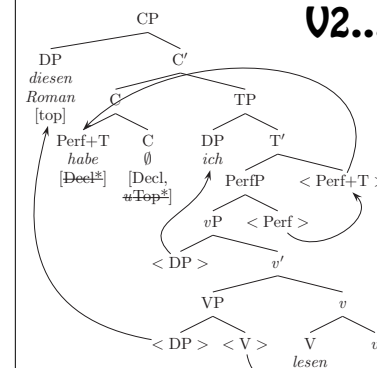 V2...
CP
DP C′
diesen
Roman
[top]
C TP
Perf+T C DP T′
habe ∅ ich
[Decl*] [Decl, PerfP < Perf+T >
uTop*]
vP < Perf >
< DP > v′
VP v
< DP > < V > V
lesen